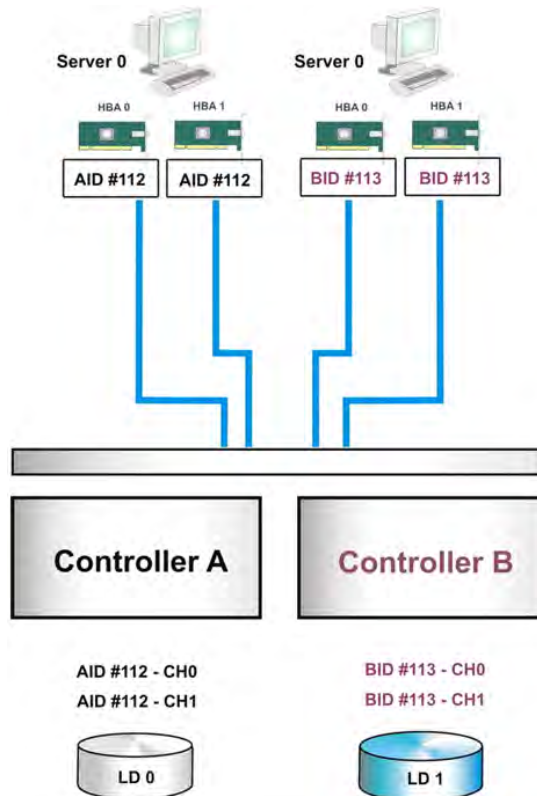 Server 0
Server 0
HBA 0
HBA 1
HBA 0
HBA 1
AID #112
AID #112
BID #113
BID #113
Controller A
Controller B
AID #112 - CH0
AID #112 - CH1
BID #113 - CH0
BID #113 - CH1
LD 0
LD 1